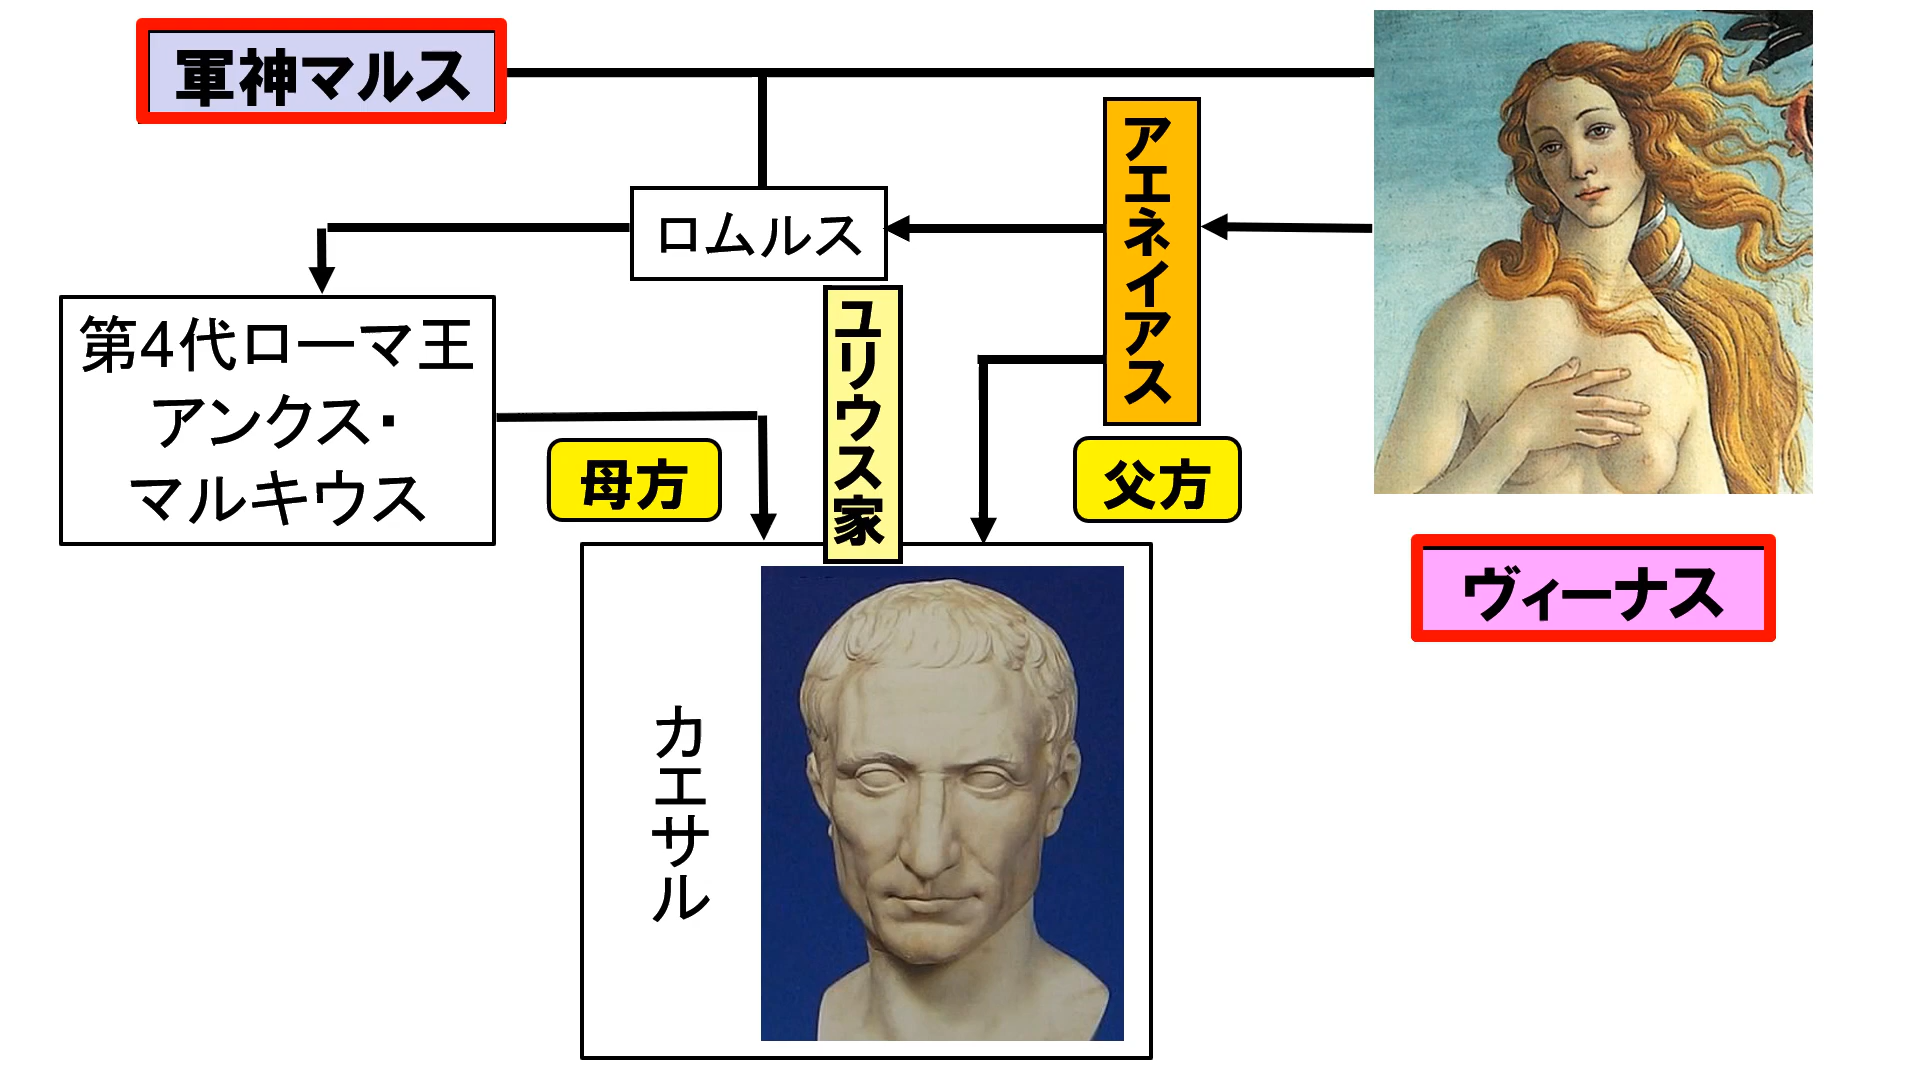 軍神マルス
アエネイアス
ロムルス
ユリウス家
第4代ローマ王
アンクス・
マルキウス
母方
父方
ヴィーナス
カエサル